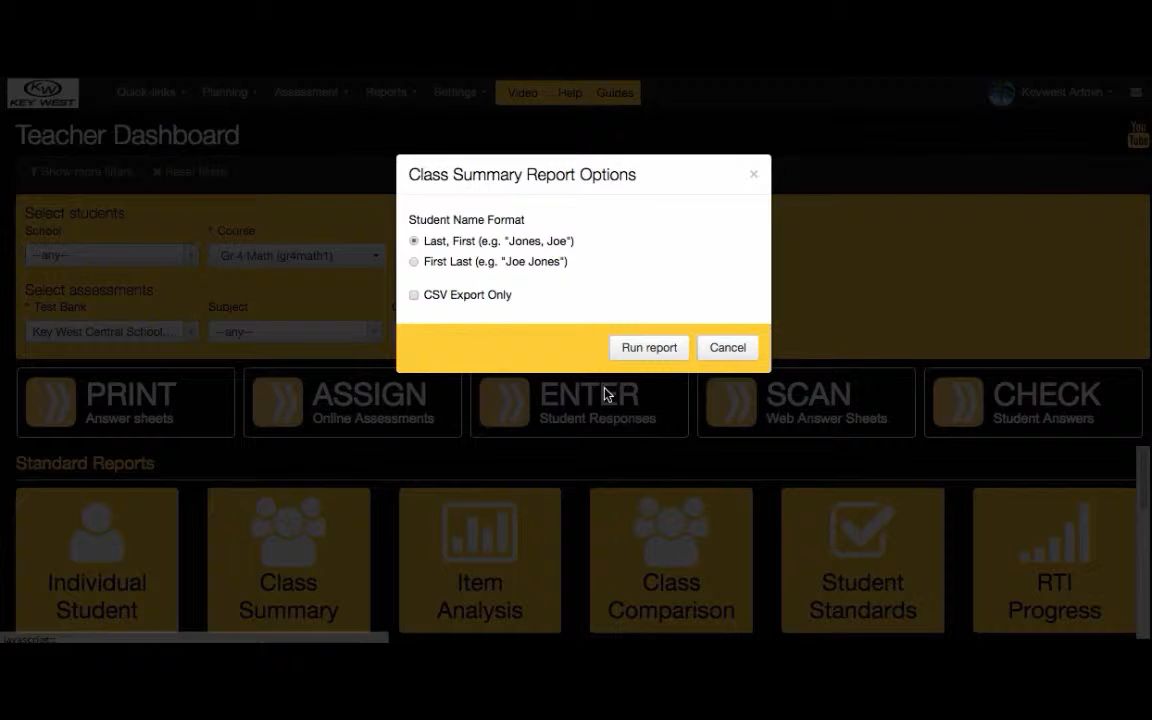 KW
KEY WEST
Quick-links
Planning
Assessment
Reports
Settings
Video
Help
Guides
Keywest Admin
You
Tube
Teacher Dashboard
Show more filters
Reset filters
Select students
School
* Course
--any--
Gr 4 Math (gr4math1)
Select assessments
* Test Bank
Subject
Key West Central School...
--any--
Class Summary Report Options
×
Student Name Format
Last, First (e.g. "Jones, Joe")
First Last (e.g. "Joe Jones")
CSV Export Only
Run report
Cancel
PRINT
Answer sheets
ASSIGN
Online Assessments
ENTER
Student Responses
SCAN
Web Answer Sheets
CHECK
Student Answers
Standard Reports
Individual
Student
Class
Summary
Item
Analysis
Class
Comparison
Student
Standards
RTI
Progress